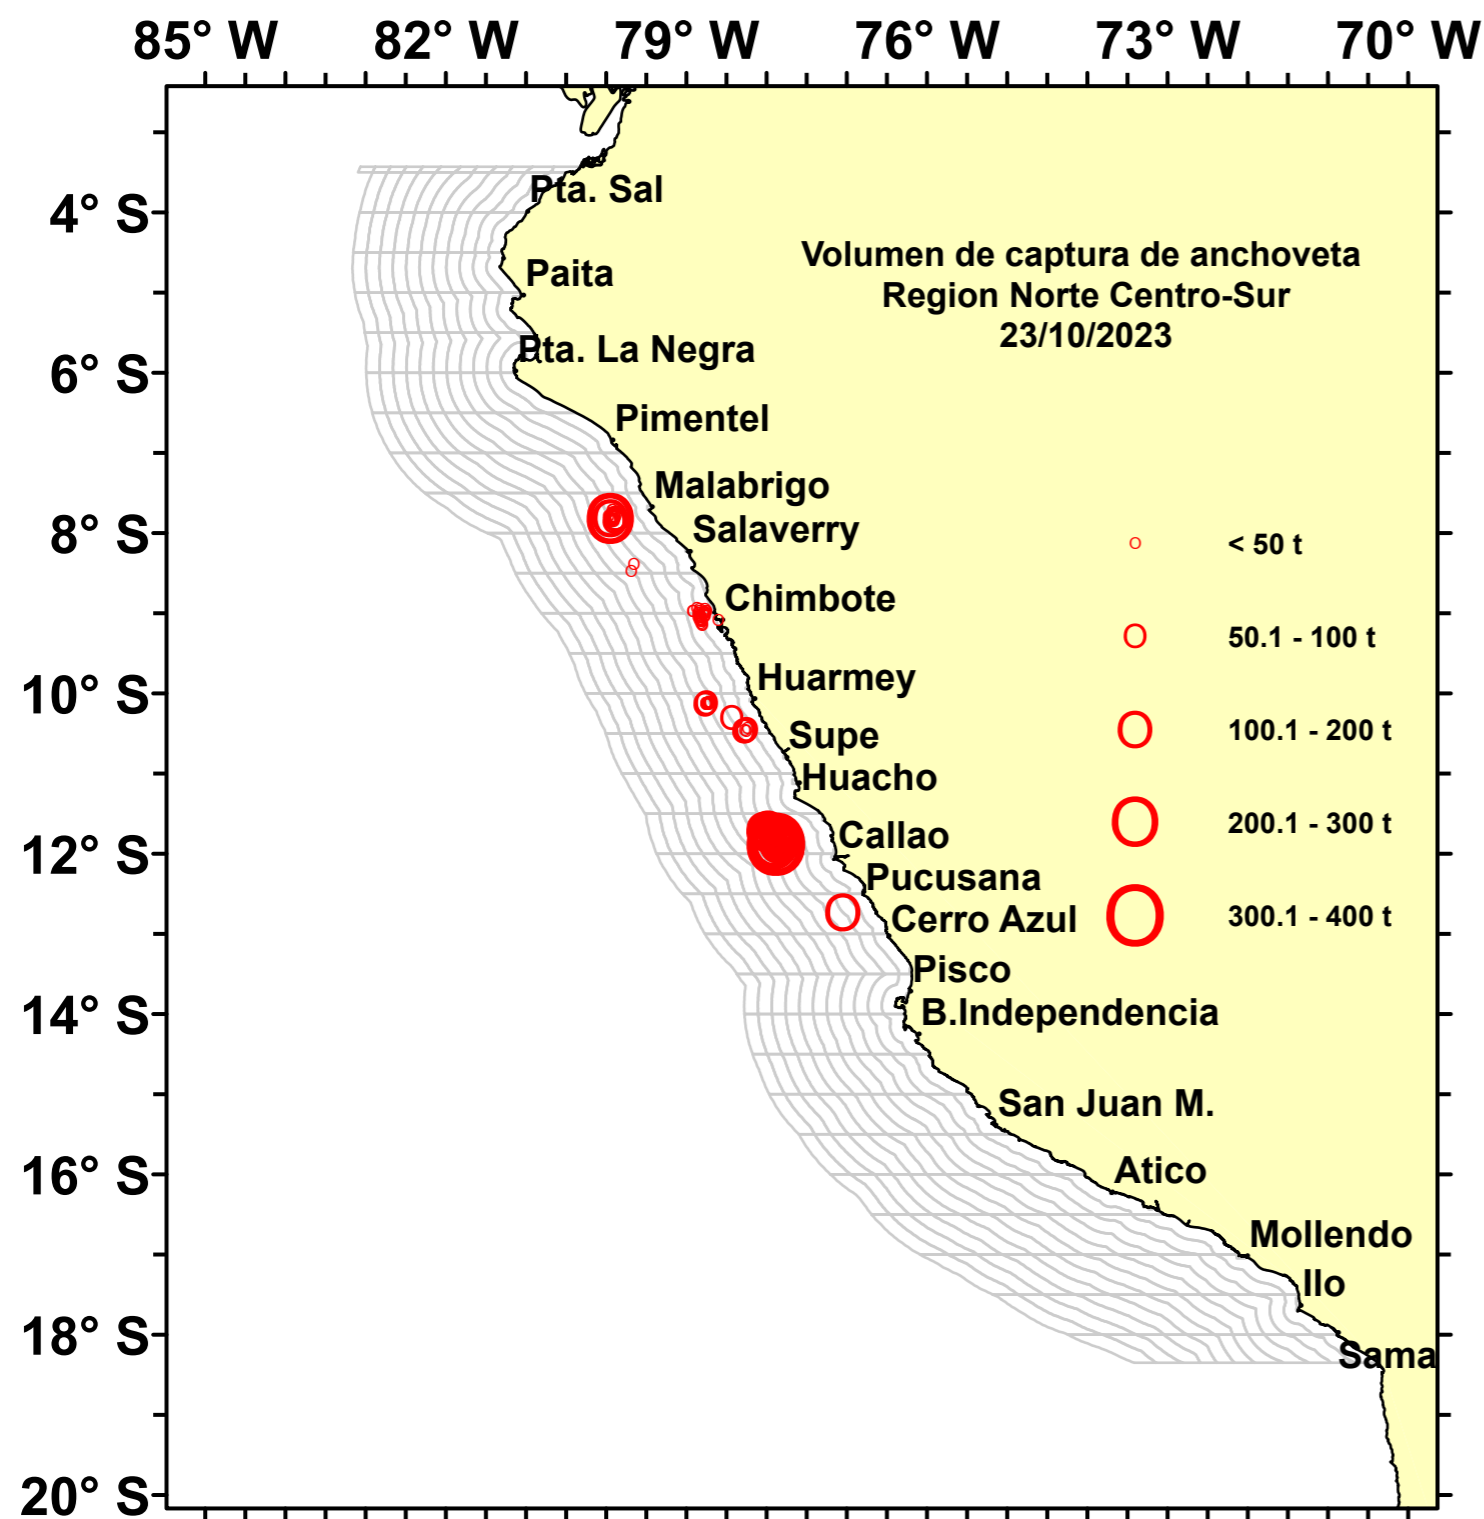 85° W 82° W 79° W 76° W 73° W 70° W
4° S
6° S
8° S
10° S
12° S
14° S
16° S
18° S
20° S
Volumen de captura de anchoveta
Region Norte Centro-Sur
23/10/2023
Pta. Sal
Paita
Pta. La Negra
Pimentel
Malabrigo
Salaverry
Chimbote
Huarmey
Supe
Huacho
Callao
Pucusana
Cerro Azul
Pisco
B.Independencia
San Juan M.
Atico
Mollendo
Ilo
Sama
< 50 t
50.1 - 100 t
100.1 - 200 t
200.1 - 300 t
300.1 - 400 t